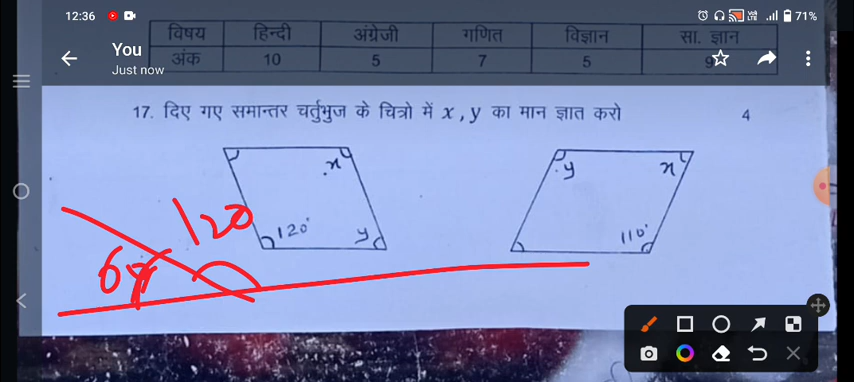 12:36 71%
You
Just now
विषय हिन्दी अंग्रेजी गणित विज्ञान सा. ज्ञान
अंक 10 5 7 5 9
17. दिए गए समान्तर चर्तुभुज के चित्रो में x , y का मान ज्ञात करो 4
x y x
120° y 110°
120